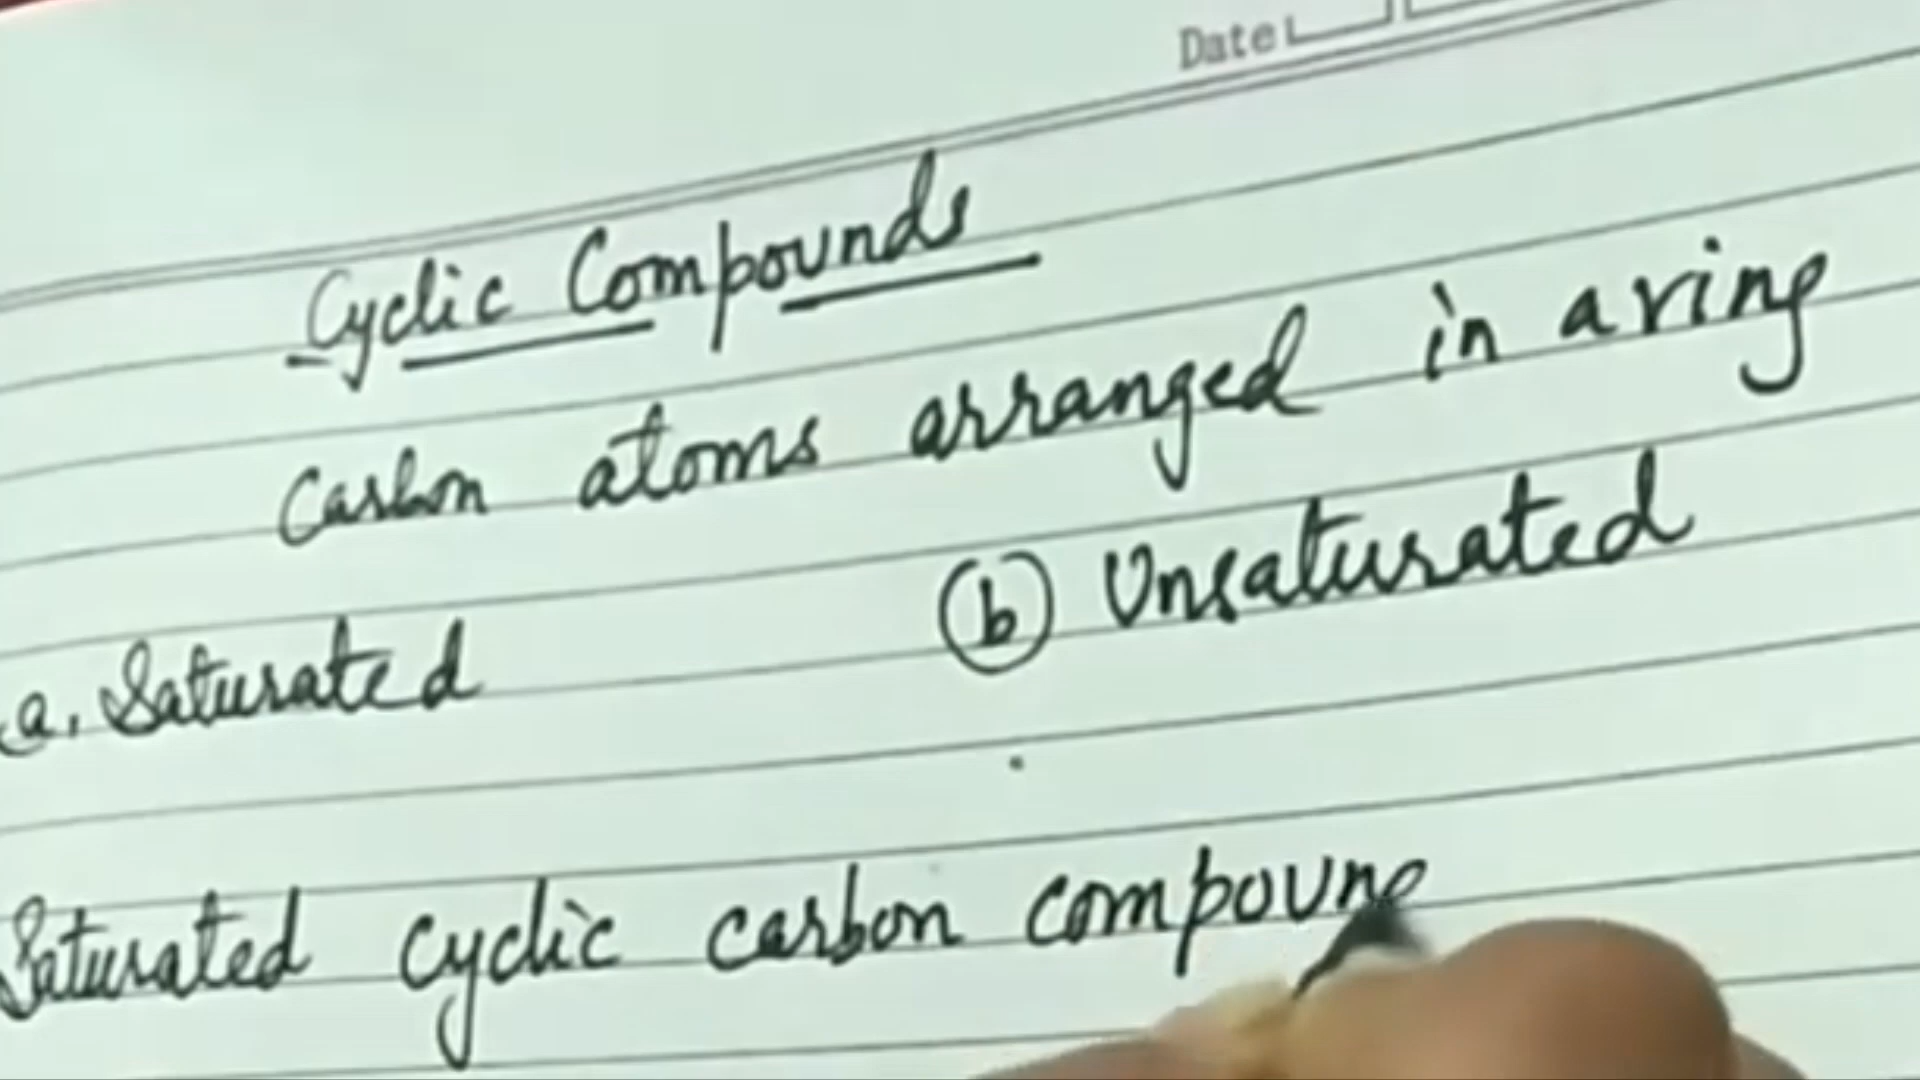 Date:
Cyclic Compounds
Carbon atoms arranged in a ring
a. Saturated (b) Unsaturated
Saturated cyclic carbon compoun